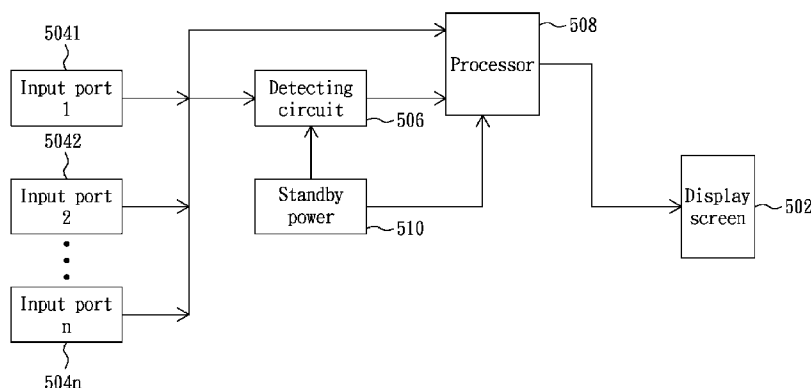 5041
Input port
1
5042
Input port
2
Input port
n
504n
Detecting
circuit
506
Standby
power
510
508
Processor
Display
screen
502